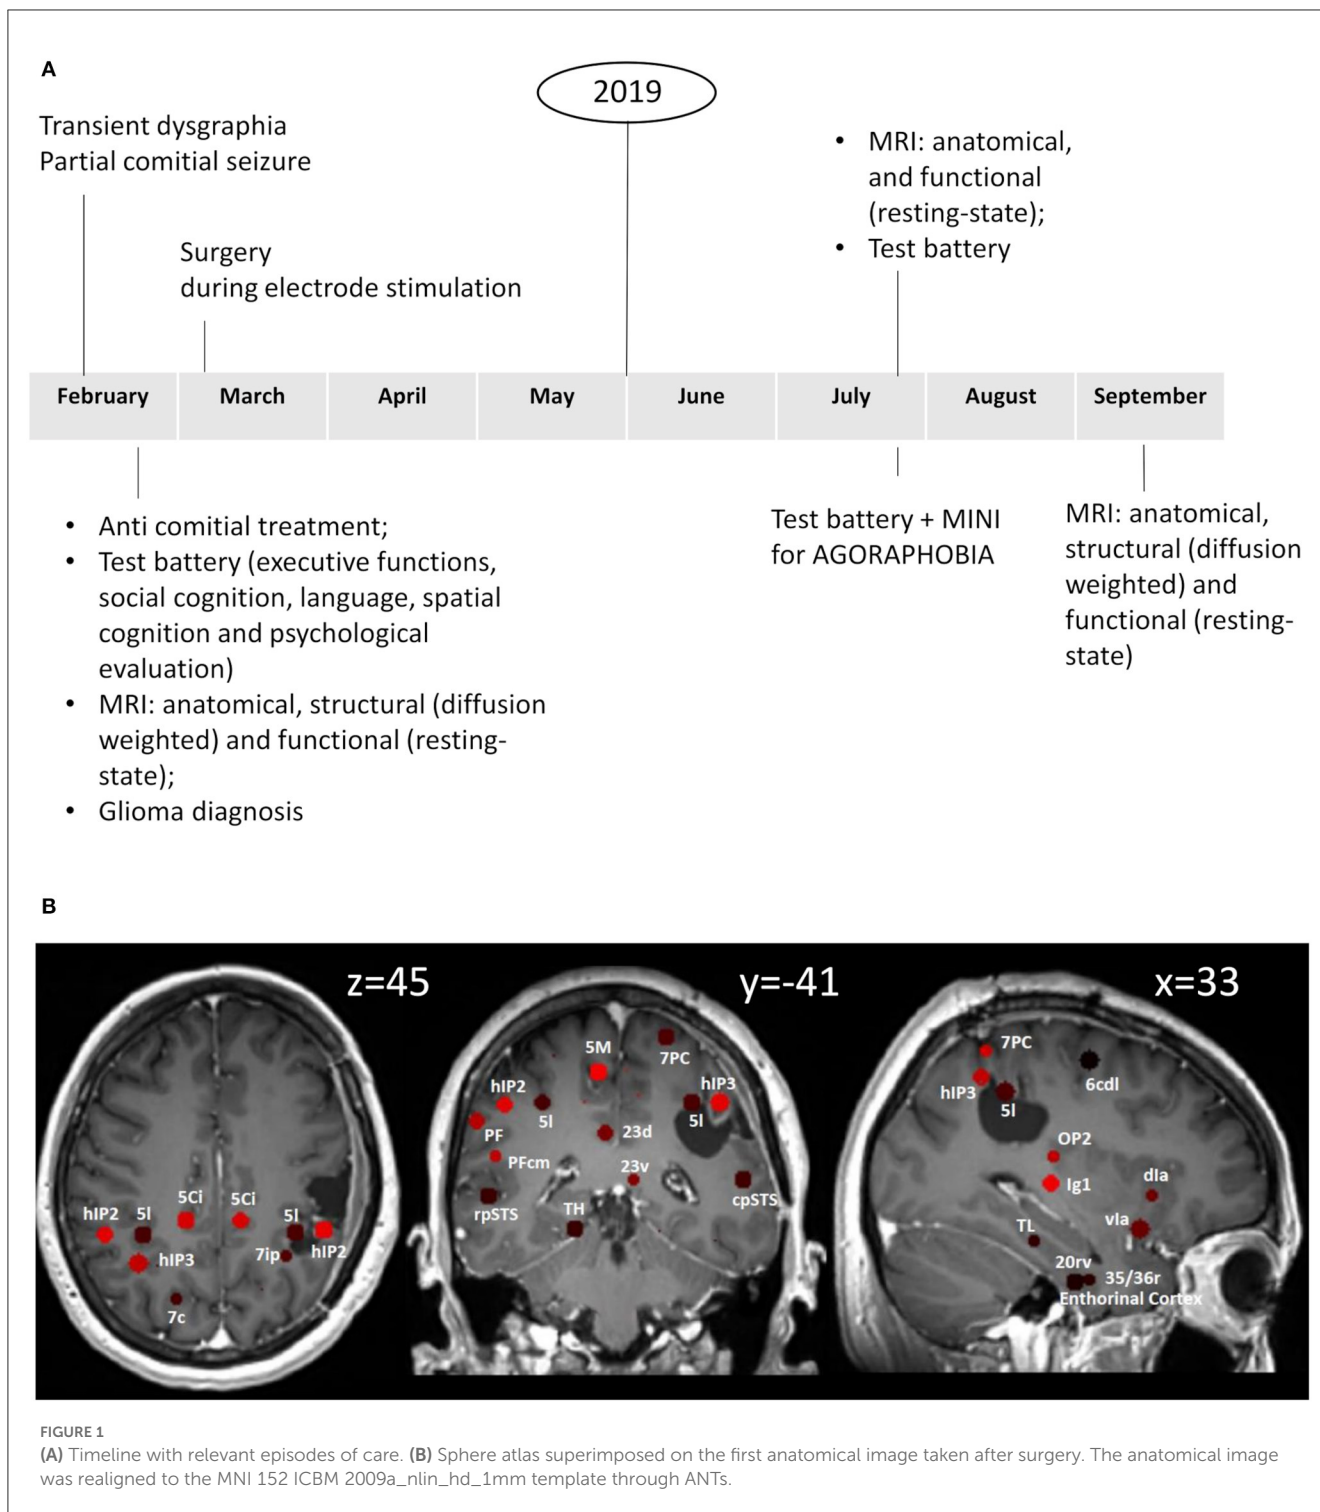 A
2019
Transient dysgraphia
Partial comitial seizure
• MRI: anatomical,
and functional
(resting-state);
• Test battery
Surgery
during electrode stimulation
February March April May June July August September
• Anti comitial treatment;
• Test battery (executive functions,
social cognition, language, spatial
cognition and psychological
evaluation)
• MRI: anatomical, structural (diffusion
weighted) and functional (resting-
state);
• Glioma diagnosis
Test battery + MINI
for AGORAPHOBIA
MRI: anatomical,
structural (diffusion
weighted) and
functional (resting-
state)
B
z=45
hIP2
5l
5Ci
5Ci
5l
hIP2
hIP3
7ip
7c
y=-41
5M
7PC
hIP2
5l
hIP3
5l
PF
23d
PFcm
23v
rpSTS
TH
cpSTS
x=33
7PC
6cdl
hIP3
5l
OP2
Ig1
dIa
vIa
TL
20rv
35/36r
Enthorinal Cortex
FIGURE 1
(A) Timeline with relevant episodes of care. (B) Sphere atlas superimposed on the first anatomical image taken after surgery. The anatomical image
was realigned to the MNI 152 ICBM 2009a_nlin_hd_1mm template through ANTs.